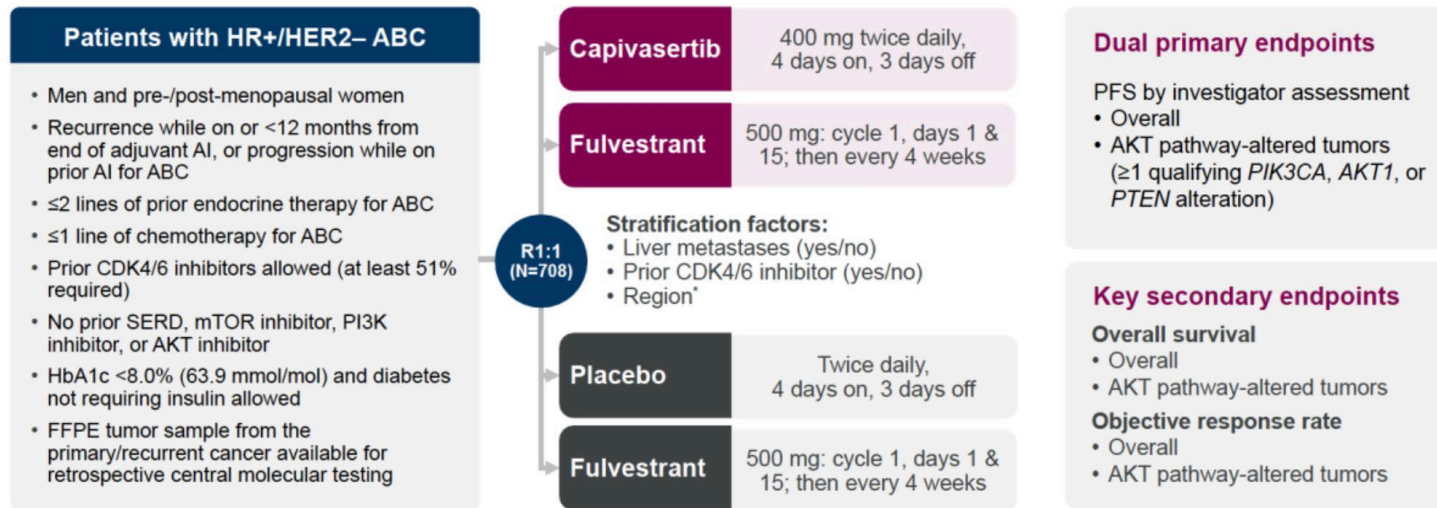 Patients with HR+/HER2– ABC
• Men and pre-/post-menopausal women
• Recurrence while on or <12 months from
end of adjuvant AI, or progression while on
prior AI for ABC
• ≤2 lines of prior endocrine therapy for ABC
• ≤1 line of chemotherapy for ABC
• Prior CDK4/6 inhibitors allowed (at least 51%
required)
• No prior SERD, mTOR inhibitor, PI3K
inhibitor, or AKT inhibitor
• HbA1c <8.0% (63.9 mmol/mol) and diabetes
not requiring insulin allowed
• FFPE tumor sample from the
primary/recurrent cancer available for
retrospective central molecular testing
R1:1
(N=708)
Capivasertib
400 mg twice daily,
4 days on, 3 days off
Fulvestrant
500 mg: cycle 1, days 1 &
15; then every 4 weeks
Stratification factors:
• Liver metastases (yes/no)
• Prior CDK4/6 inhibitor (yes/no)
• Region*
Placebo
Twice daily,
4 days on, 3 days off
Fulvestrant
500 mg: cycle 1, days 1 &
15; then every 4 weeks
Dual primary endpoints
PFS by investigator assessment
• Overall
• AKT pathway-altered tumors
(≥1 qualifying PIK3CA, AKT1, or
PTEN alteration)
Key secondary endpoints
Overall survival
• Overall
• AKT pathway-altered tumors
Objective response rate
• Overall
• AKT pathway-altered tumors